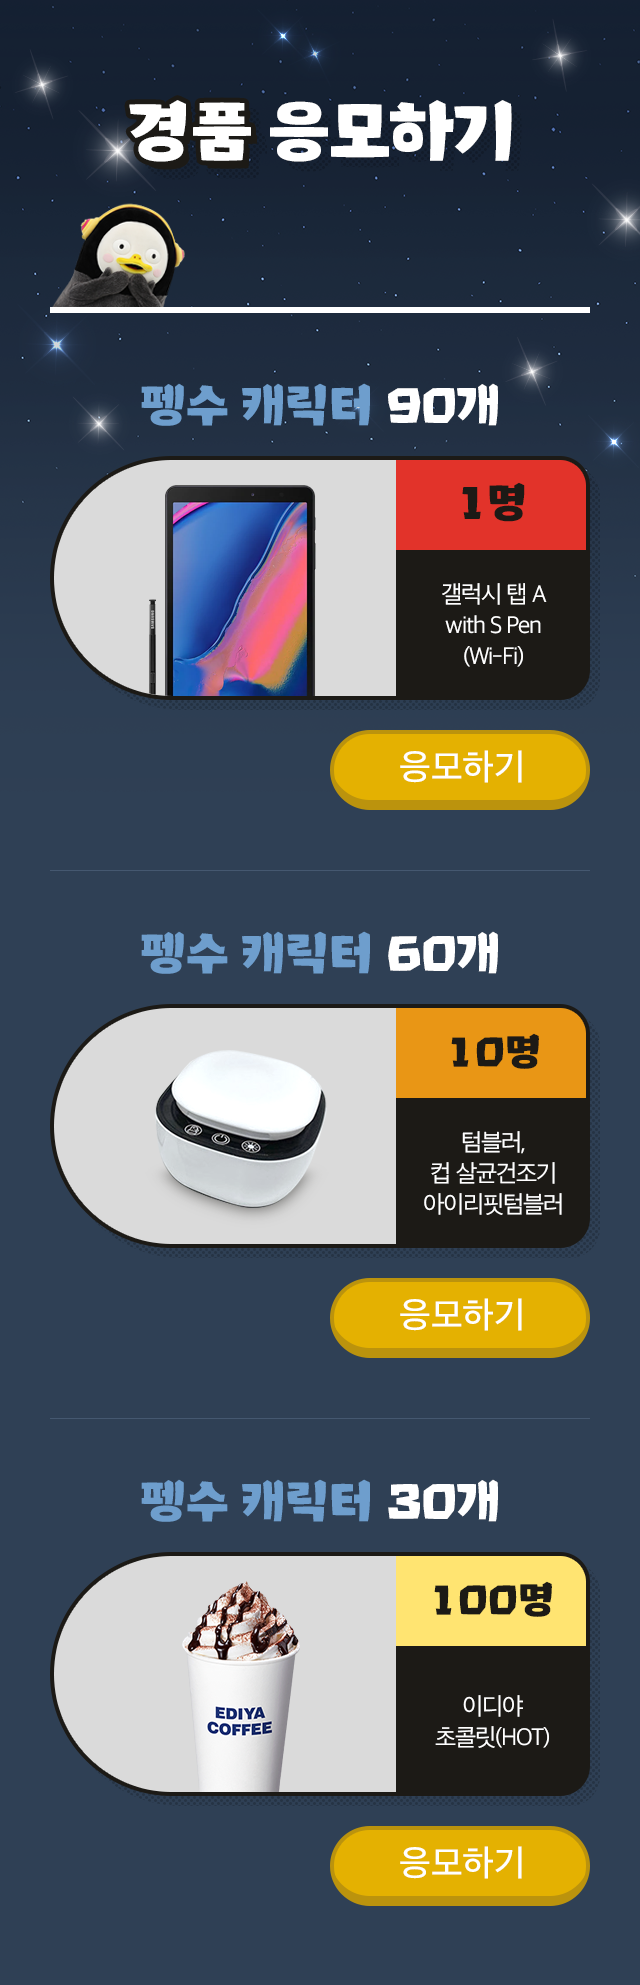 경품 응모하기
펭수 캐릭터 90개
1명
갤럭시 탭 A
with S Pen
(Wi-Fi)
응모하기
펭수 캐릭터 60개
10명
텀블러,
컵 살균건조기
아이리핏텀블러
응모하기
펭수 캐릭터 30개
100명
EDIYA
COFFEE
이디야
초콜릿(HOT)
응모하기